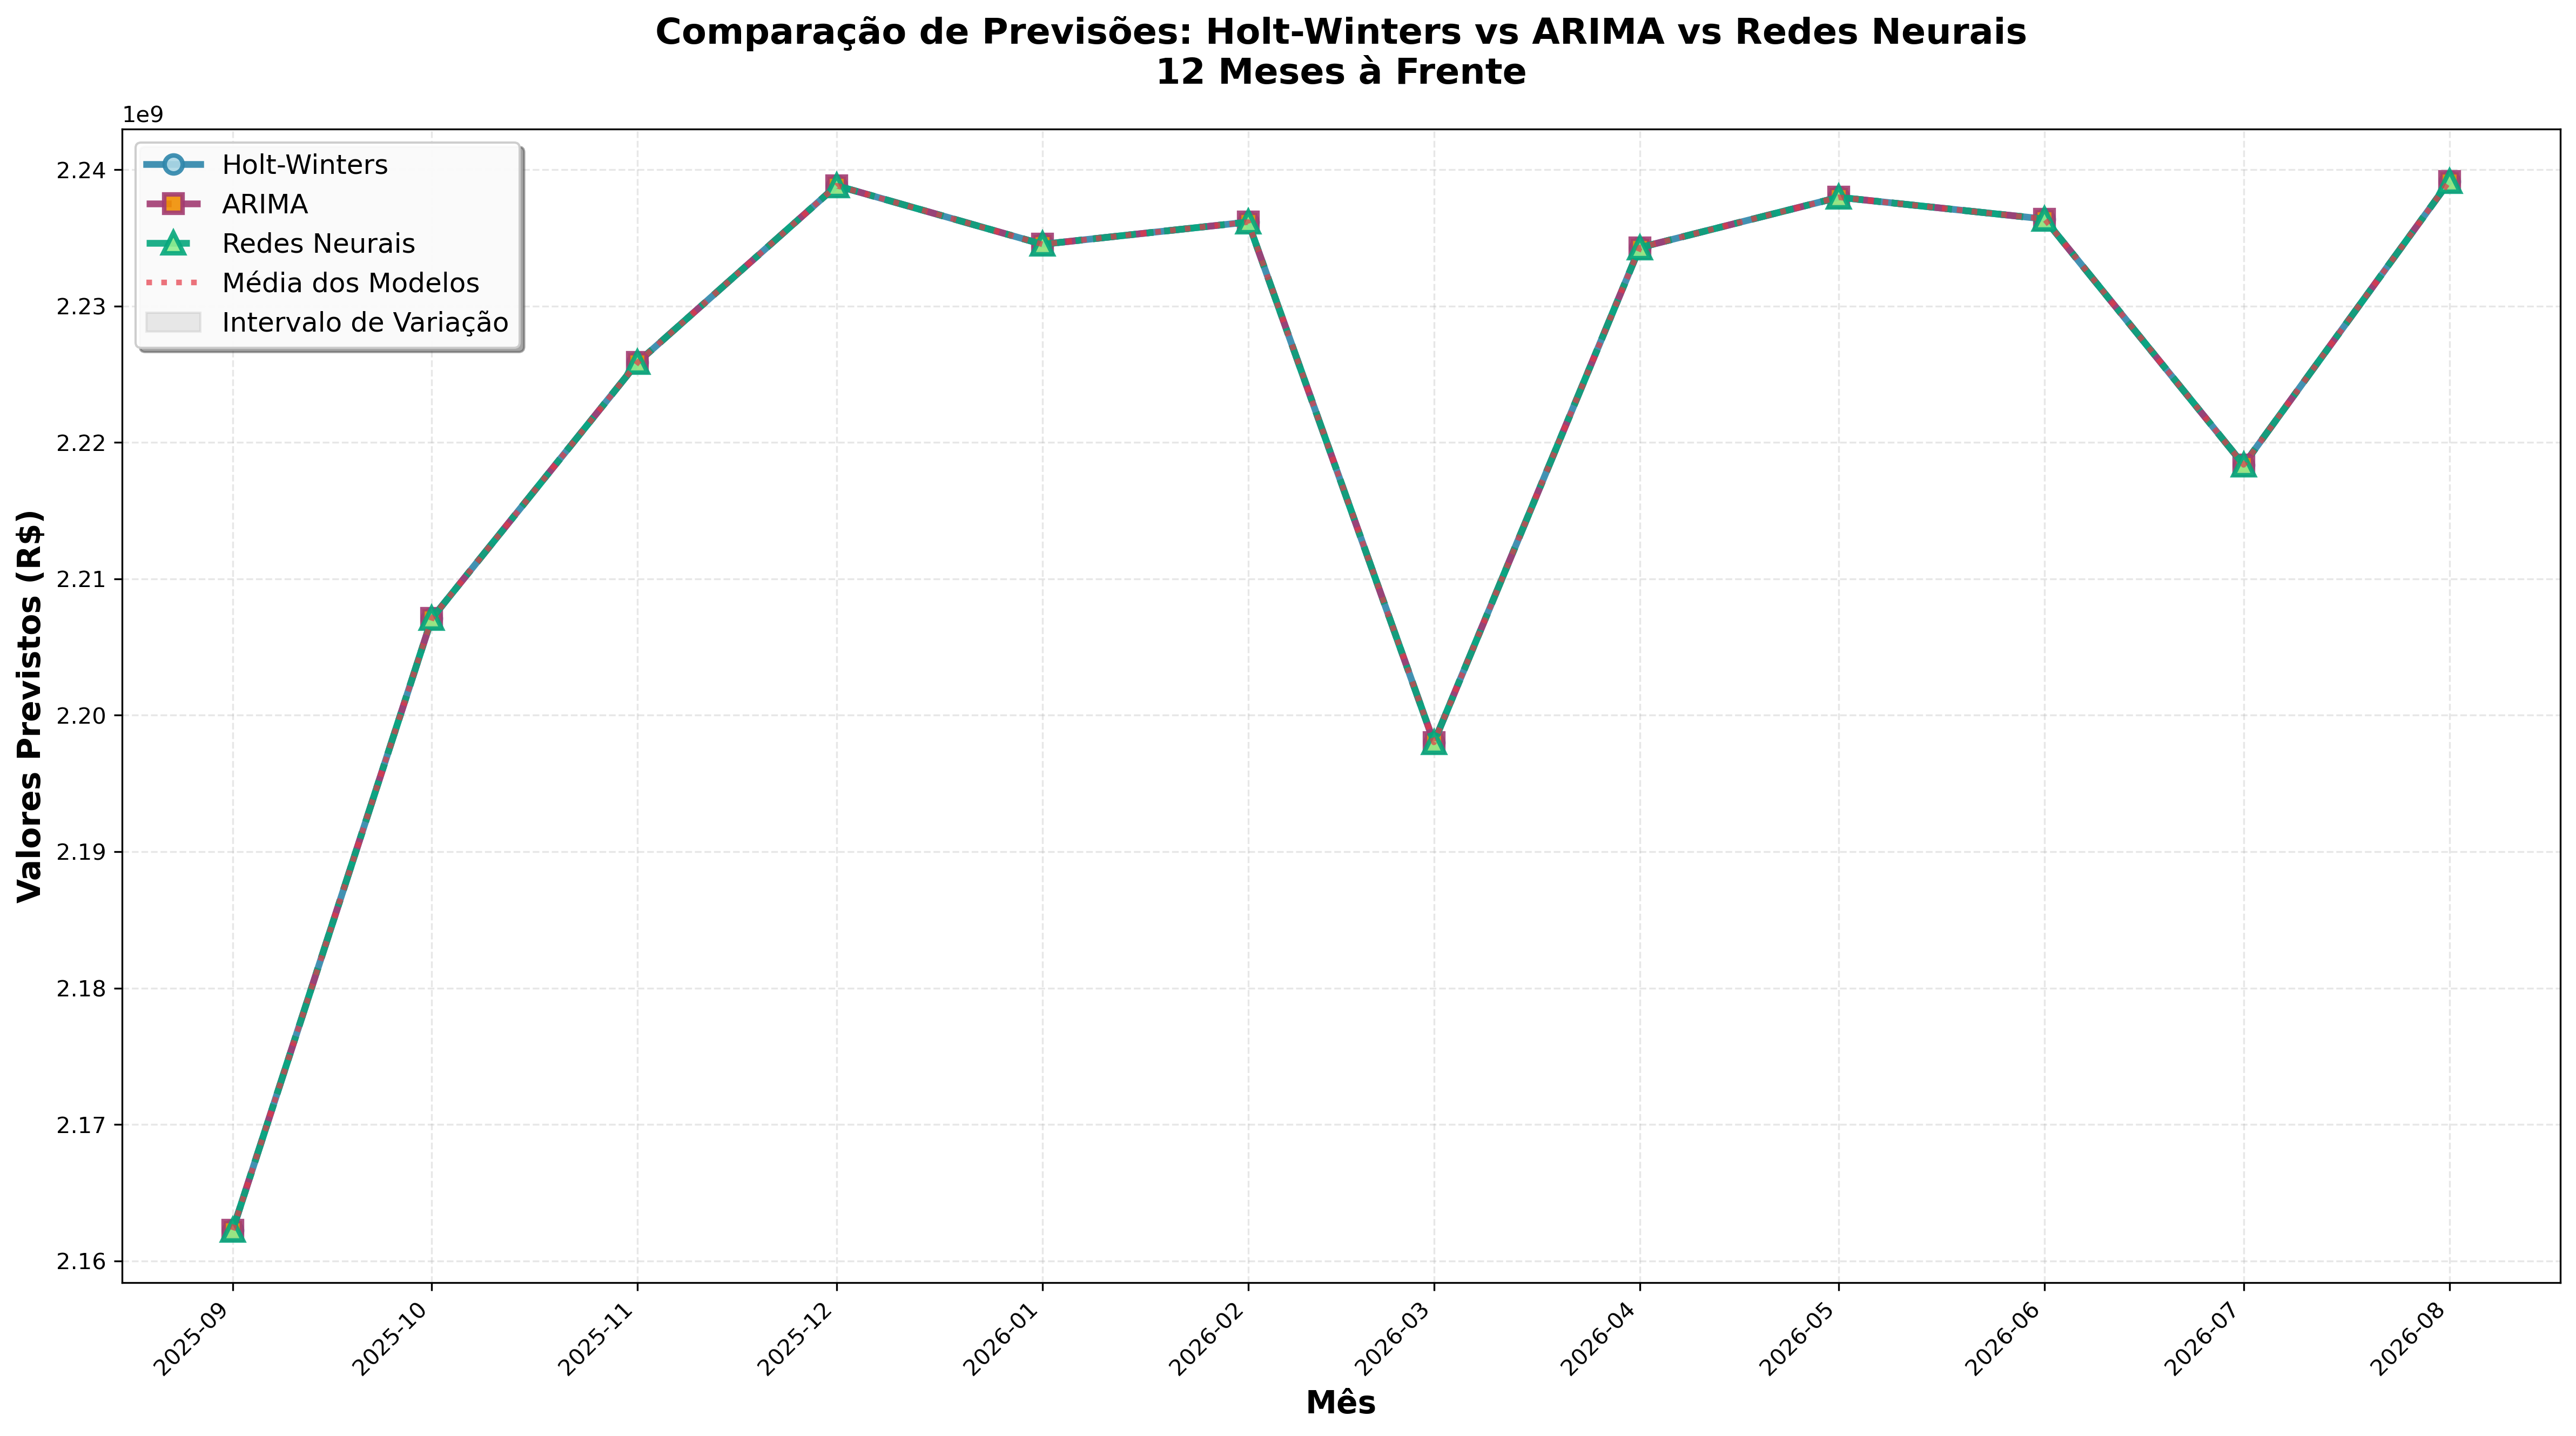 Comparação de Previsões: Holt-Winters vs ARIMA vs Redes Neurais
12 Meses à Frente
1e9
Holt-Winters
ARIMA
Redes Neurais
Média dos Modelos
Intervalo de Variação
Valores Previstos (R$)
2.24
2.23
2.22
2.21
2.20
2.19
2.18
2.17
2.16
2025-09
2025-10
2025-11
2025-12
2026-01
2026-02
2026-03
2026-04
2026-05
2026-06
2026-07
2026-08
Mês